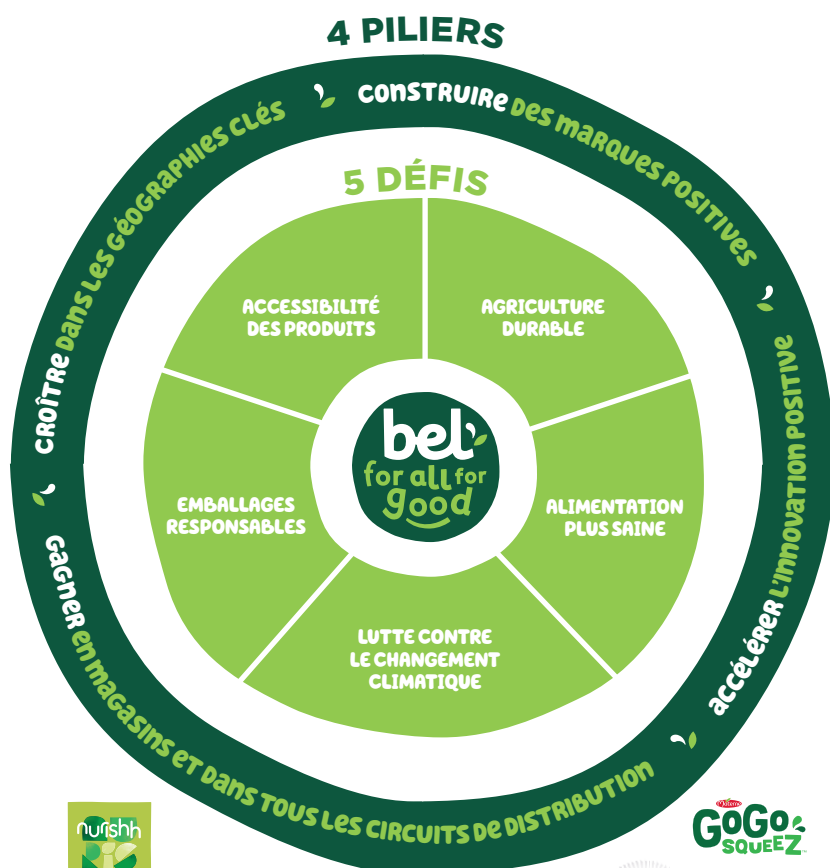 4 PILIERS
CONSTRUIRE DES MARQUES POSITIVES
ACCÉLÉRER L'INNOVATION POSITIVE
GAGNER EN MAGASINS ET DANS TOUS LES CIRCUITS DE DISTRIBUTION
CROÎTRE DANS LES GÉOGRAPHIES CLÉS
5 DÉFIS
ACCESSIBILITÉ
DES PRODUITS
AGRICULTURE
DURABLE
EMBALLAGES
RESPONSABLES
ALIMENTATION
PLUS SAINE
LUTTE CONTRE
LE CHANGEMENT
CLIMATIQUE
bel
for all for
good
nurishh
GoGo
SQUEEZ